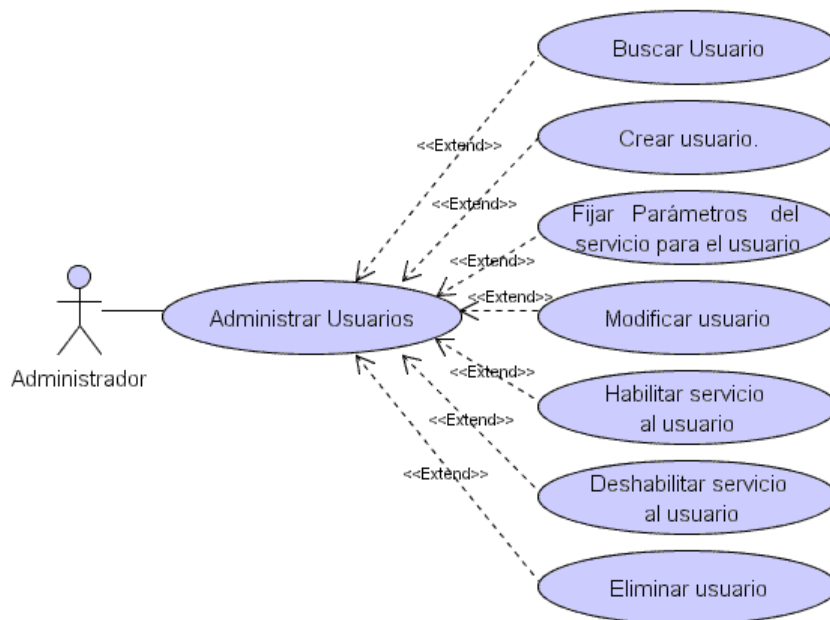 Buscar Usuario
<<Extend>>
Crear usuario.
<<Extend>>
Fijar Parámetros del
servicio para el usuario
<<Extend>>
<<Extend>>
Administrar Usuarios
Modificar usuario
Administrador
<<Extend>>
Habilitar servicio
al usuario
<<Extend>>
Deshabilitar servicio
al usuario
<<Extend>>
Eliminar usuario